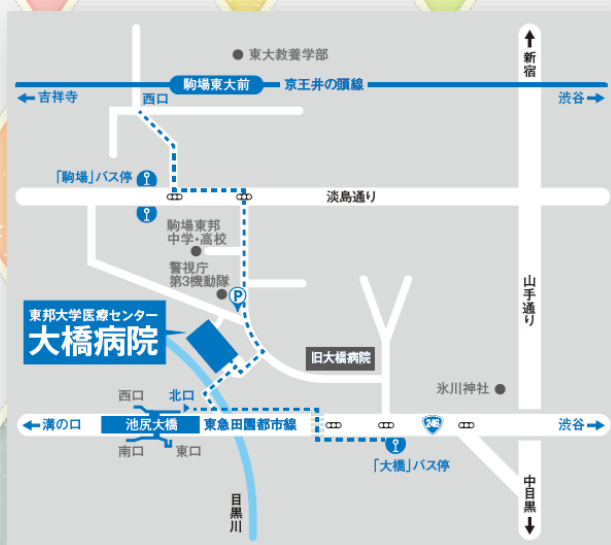 東大教養学部
新宿
駒場東大前
京王井の頭線
←吉祥寺
西口
渋谷→
「駒場」バス停
淡島通り
駒場東邦
中学・高校
警視庁
第3機動隊
P
山手通り
東邦大学医療センター
大橋病院
旧大橋病院
氷川神社
西口
北口
←溝の口
池尻大橋
東急田園都市線
246
渋谷→
南口
東口
「大橋」バス停
目黒川
中目黒